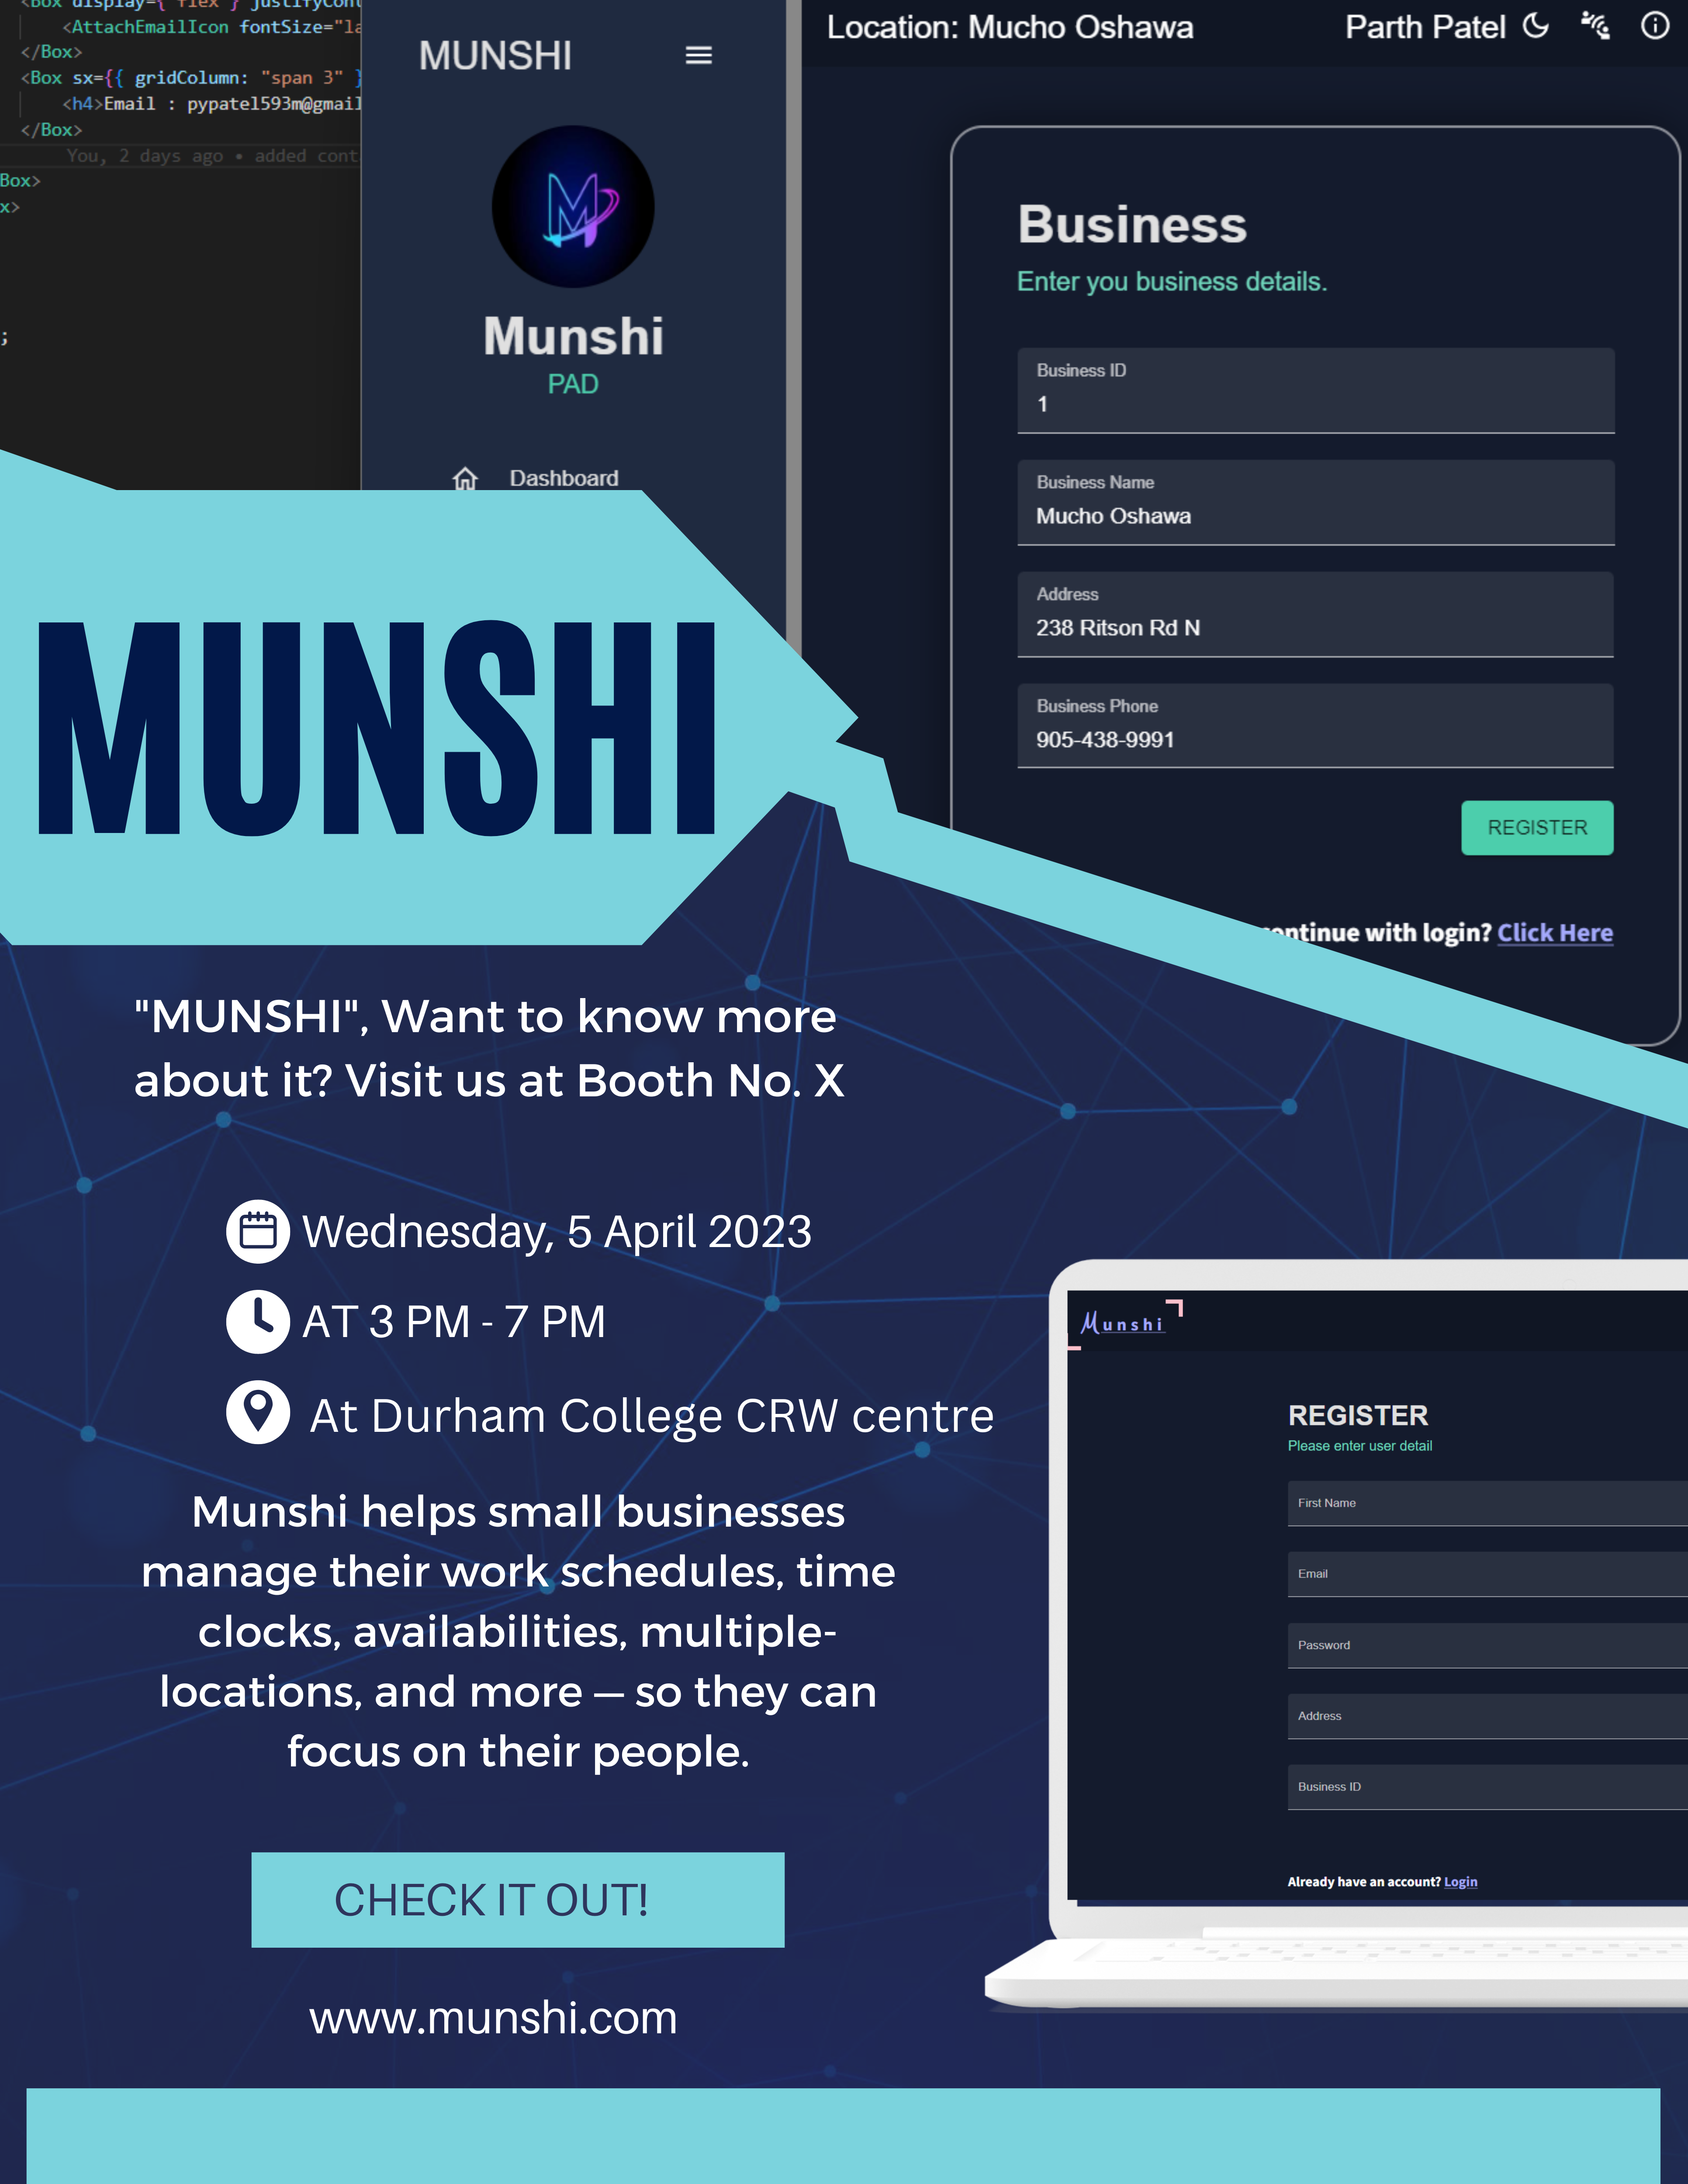 <Box display={ flex } justifyCont
<AttachEmailIcon fontSize="la
</Box>
<Box sx={{ gridColumn: "span 3" }
<h4>Email : pypatel593m@gmail
</Box>
You, 2 days ago • added cont
Box>
x>
;
MUNSHI
Munshi
PAD
Dashboard
Location: Mucho Oshawa
Parth Patel
Business
Enter you business details.
Business ID
1
Business Name
Mucho Oshawa
Address
238 Ritson Rd N
Business Phone
905-438-9991
REGISTER
continue with login? Click Here
MUNSHI
"MUNSHI", Want to know more
about it? Visit us at Booth No. X
Wednesday, 5 April 2023
AT 3 PM - 7 PM
At Durham College CRW centre
Munshi helps small businesses
manage their work schedules, time
clocks, availabilities, multiple-
locations, and more — so they can
focus on their people.
CHECK IT OUT!
www.munshi.com
Munshi
REGISTER
Please enter user detail
First Name
Email
Password
Address
Business ID
Already have an account? Login